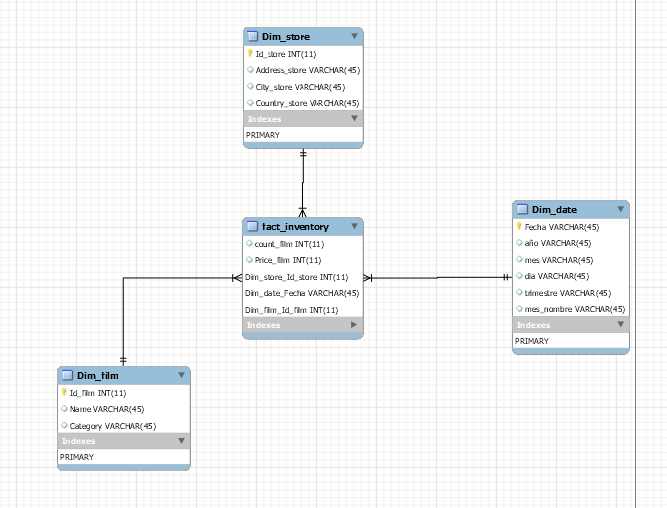 Dim_store
Id_store INT(11)
Address_store VARCHAR(45)
City_store VARCHAR(45)
Country_store VARCHAR(45)
Indexes
PRIMARY
fact_inventory
count_film INT(11)
Price_film INT(11)
Dim_store_Id_store INT(11)
Dim_date_Fecha VARCHAR(45)
Dim_film_Id_film INT(11)
Indexes
Dim_date
Fecha VARCHAR(45)
año VARCHAR(45)
mes VARCHAR(45)
dia VARCHAR(45)
trimestre VARCHAR(45)
mes_nombre VARCHAR(45)
Indexes
PRIMARY
Dim_film
Id_film INT(11)
Name VARCHAR(45)
Category VARCHAR(45)
Indexes
PRIMARY